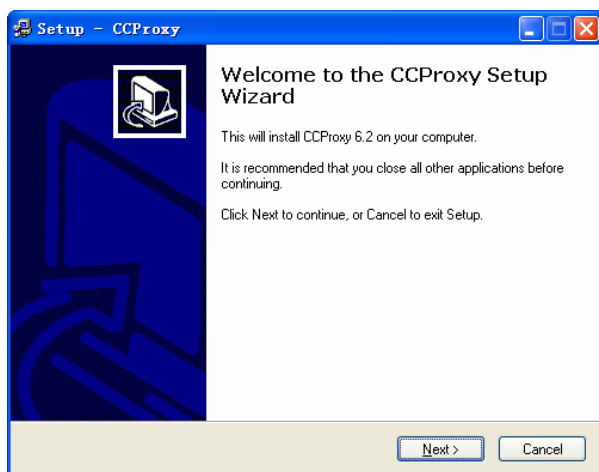 Setup - CCProxy
Welcome to the CCProxy Setup
Wizard
This will install CCProxy 6.2 on your computer.
It is recommended that you close all other applications before
continuing.
Click Next to continue, or Cancel to exit Setup.
Next >
Cancel